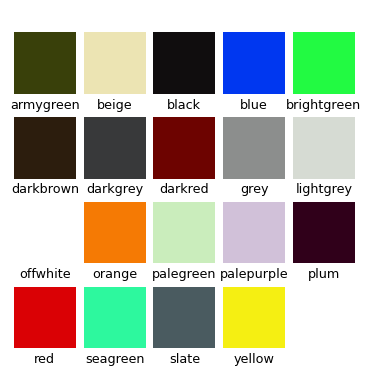 armygreen beige black blue brightgreen
darkbrown darkgrey darkred grey lightgrey
offwhite orange palegreen palepurple plum
red seagreen slate yellow